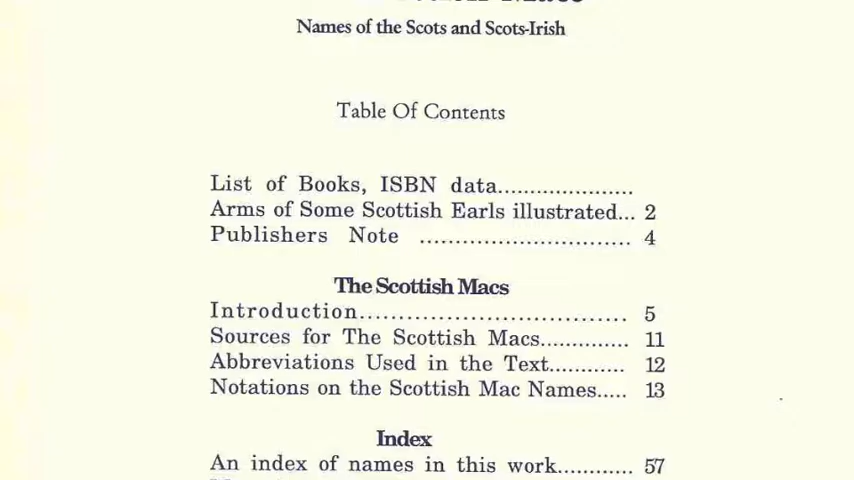 Names of the Scots and Scots-Irish
Table Of Contents
List of Books, ISBN data.....................
Arms of Some Scottish Earls illustrated... 2
Publishers Note ................................ 4
The Scottish Macs
Introduction.................................. 5
Sources for The Scottish Macs............. 11
Abbreviations Used in the Text............ 12
Notations on the Scottish Mac Names..... 13
Index
An index of names in this work............ 57